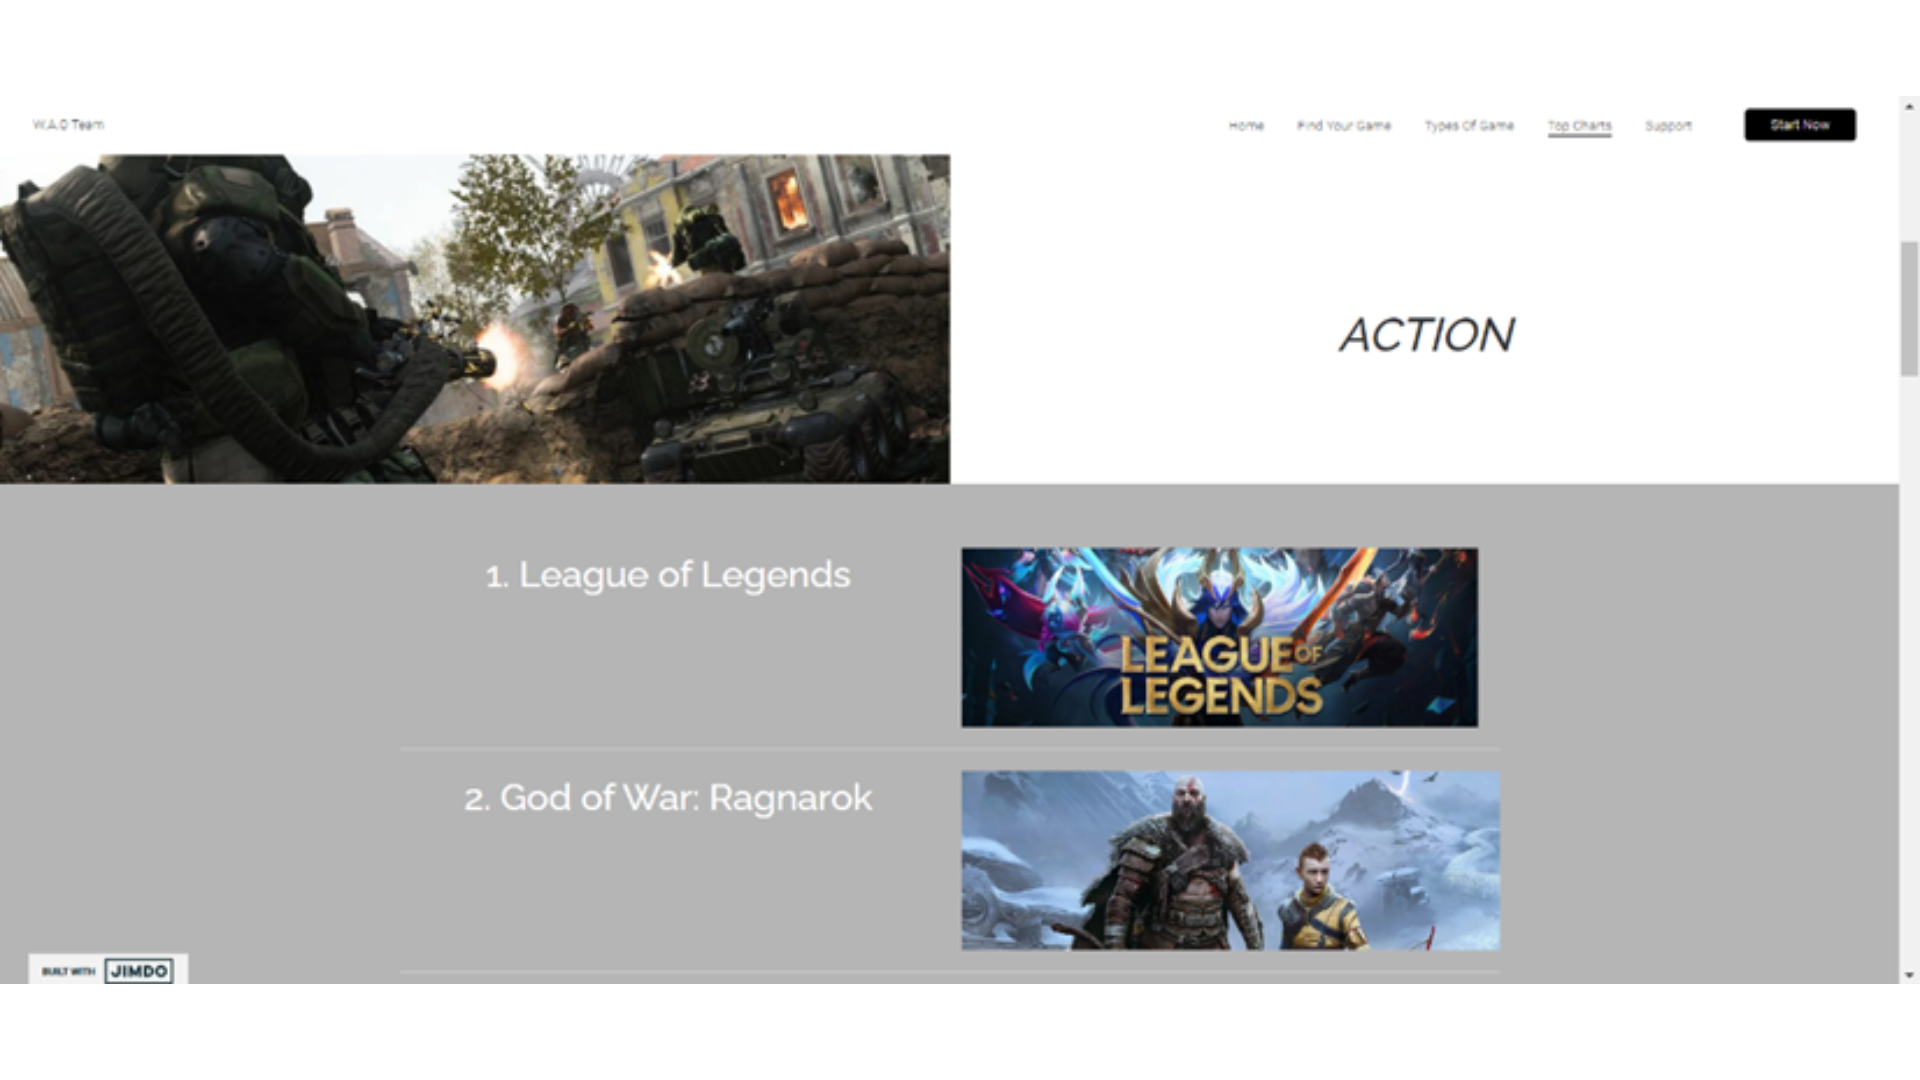 W.A.O Team
Home Find Your Game Types Of Game Top Charts Support Start Now
ACTION
1. League of Legends
LEAGUE OF
LEGENDS
2. God of War: Ragnarok
BUILT WITH JIMDO